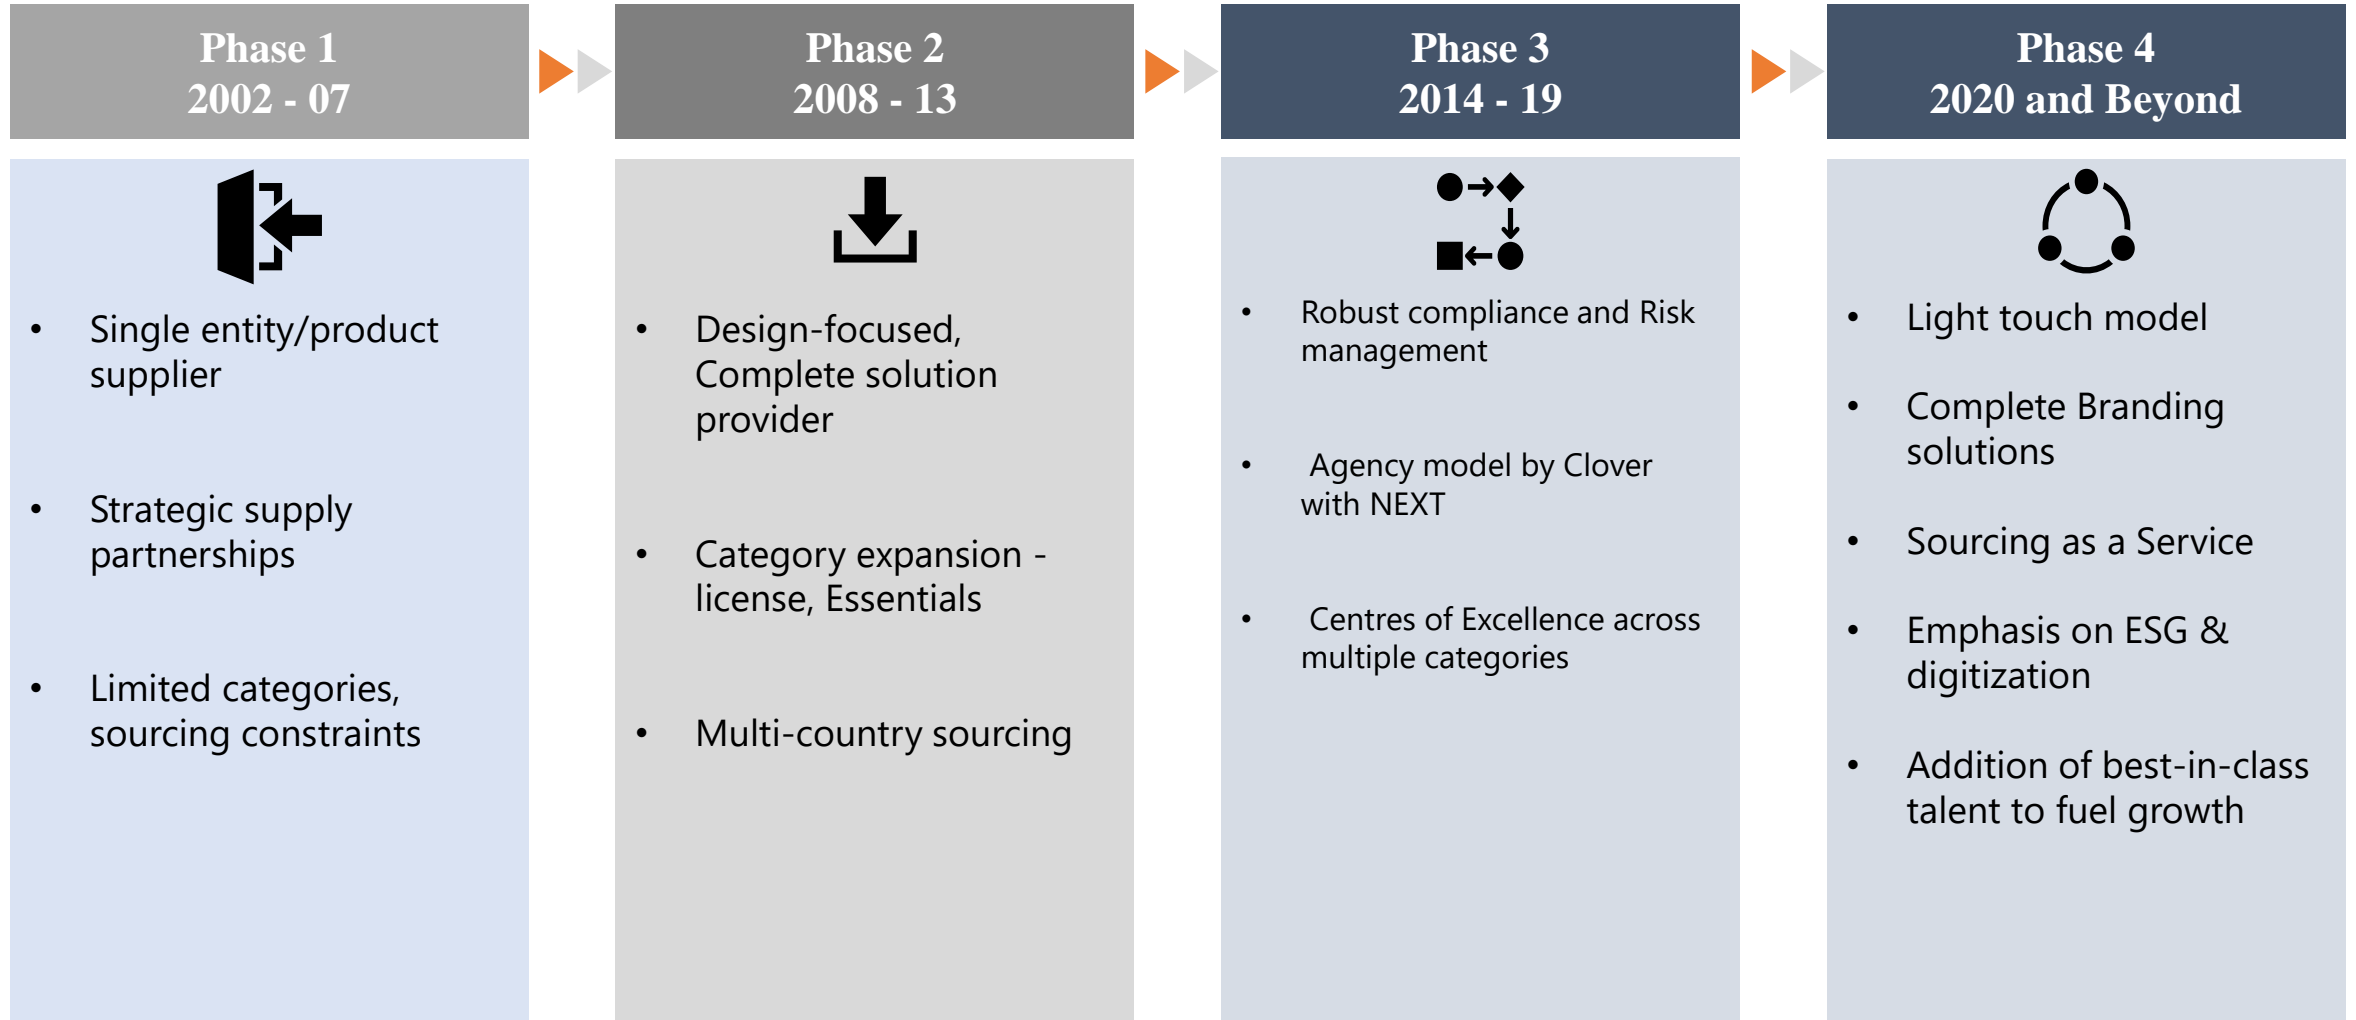 Phase 1
2002 - 07
• Single entity/product
supplier
• Strategic supply
partnerships
• Limited categories,
sourcing constraints
Phase 2
2008 - 13
• Design-focused,
Complete solution
provider
• Category expansion -
license, Essentials
• Multi-country sourcing
Phase 3
2014 - 19
• Robust compliance and Risk
management
• Agency model by Clover
with NEXT
• Centres of Excellence across
multiple categories
Phase 4
2020 and Beyond
• Light touch model
• Complete Branding
solutions
• Sourcing as a Service
• Emphasis on ESG &
digitization
• Addition of best-in-class
talent to fuel growth